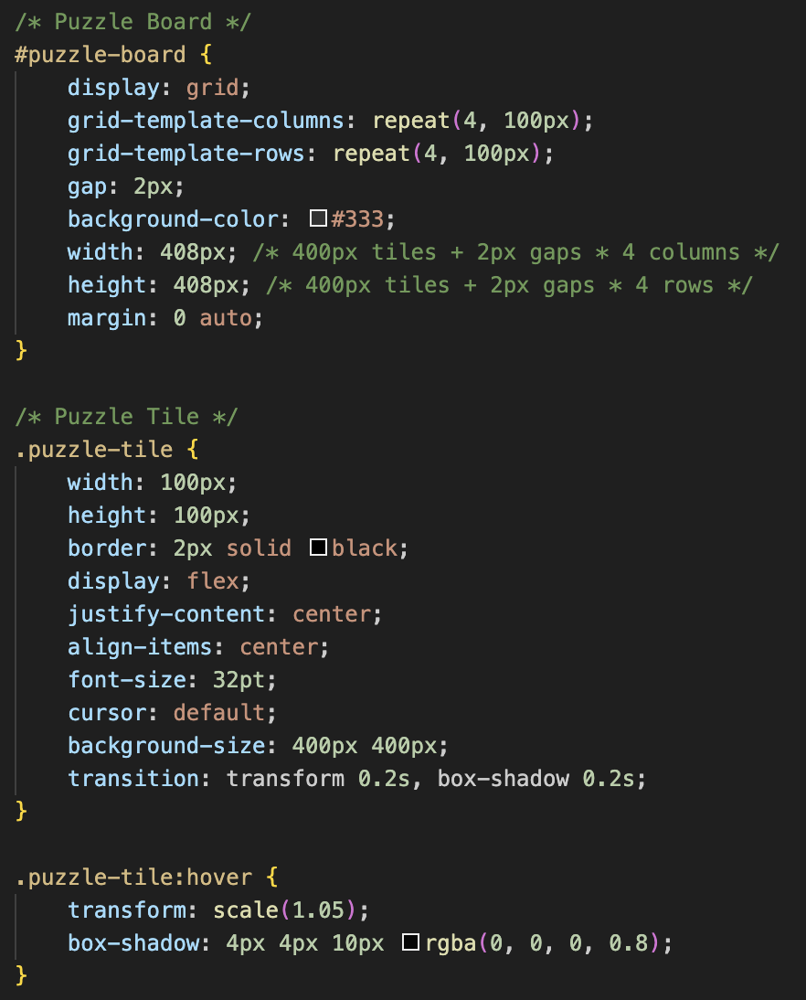 /* Puzzle Board */
#puzzle-board {
    display: grid;
    grid-template-columns: repeat(4, 100px);
    grid-template-rows: repeat(4, 100px);
    gap: 2px;
    background-color: #333;
    width: 408px; /* 400px tiles + 2px gaps * 4 columns */
    height: 408px; /* 400px tiles + 2px gaps * 4 rows */
    margin: 0 auto;
}

/* Puzzle Tile */
.puzzle-tile {
    width: 100px;
    height: 100px;
    border: 2px solid black;
    display: flex;
    justify-content: center;
    align-items: center;
    font-size: 32pt;
    cursor: default;
    background-size: 400px 400px;
    transition: transform 0.2s, box-shadow 0.2s;
}

.puzzle-tile:hover {
    transform: scale(1.05);
    box-shadow: 4px 4px 10px rgba(0, 0, 0, 0.8);
}